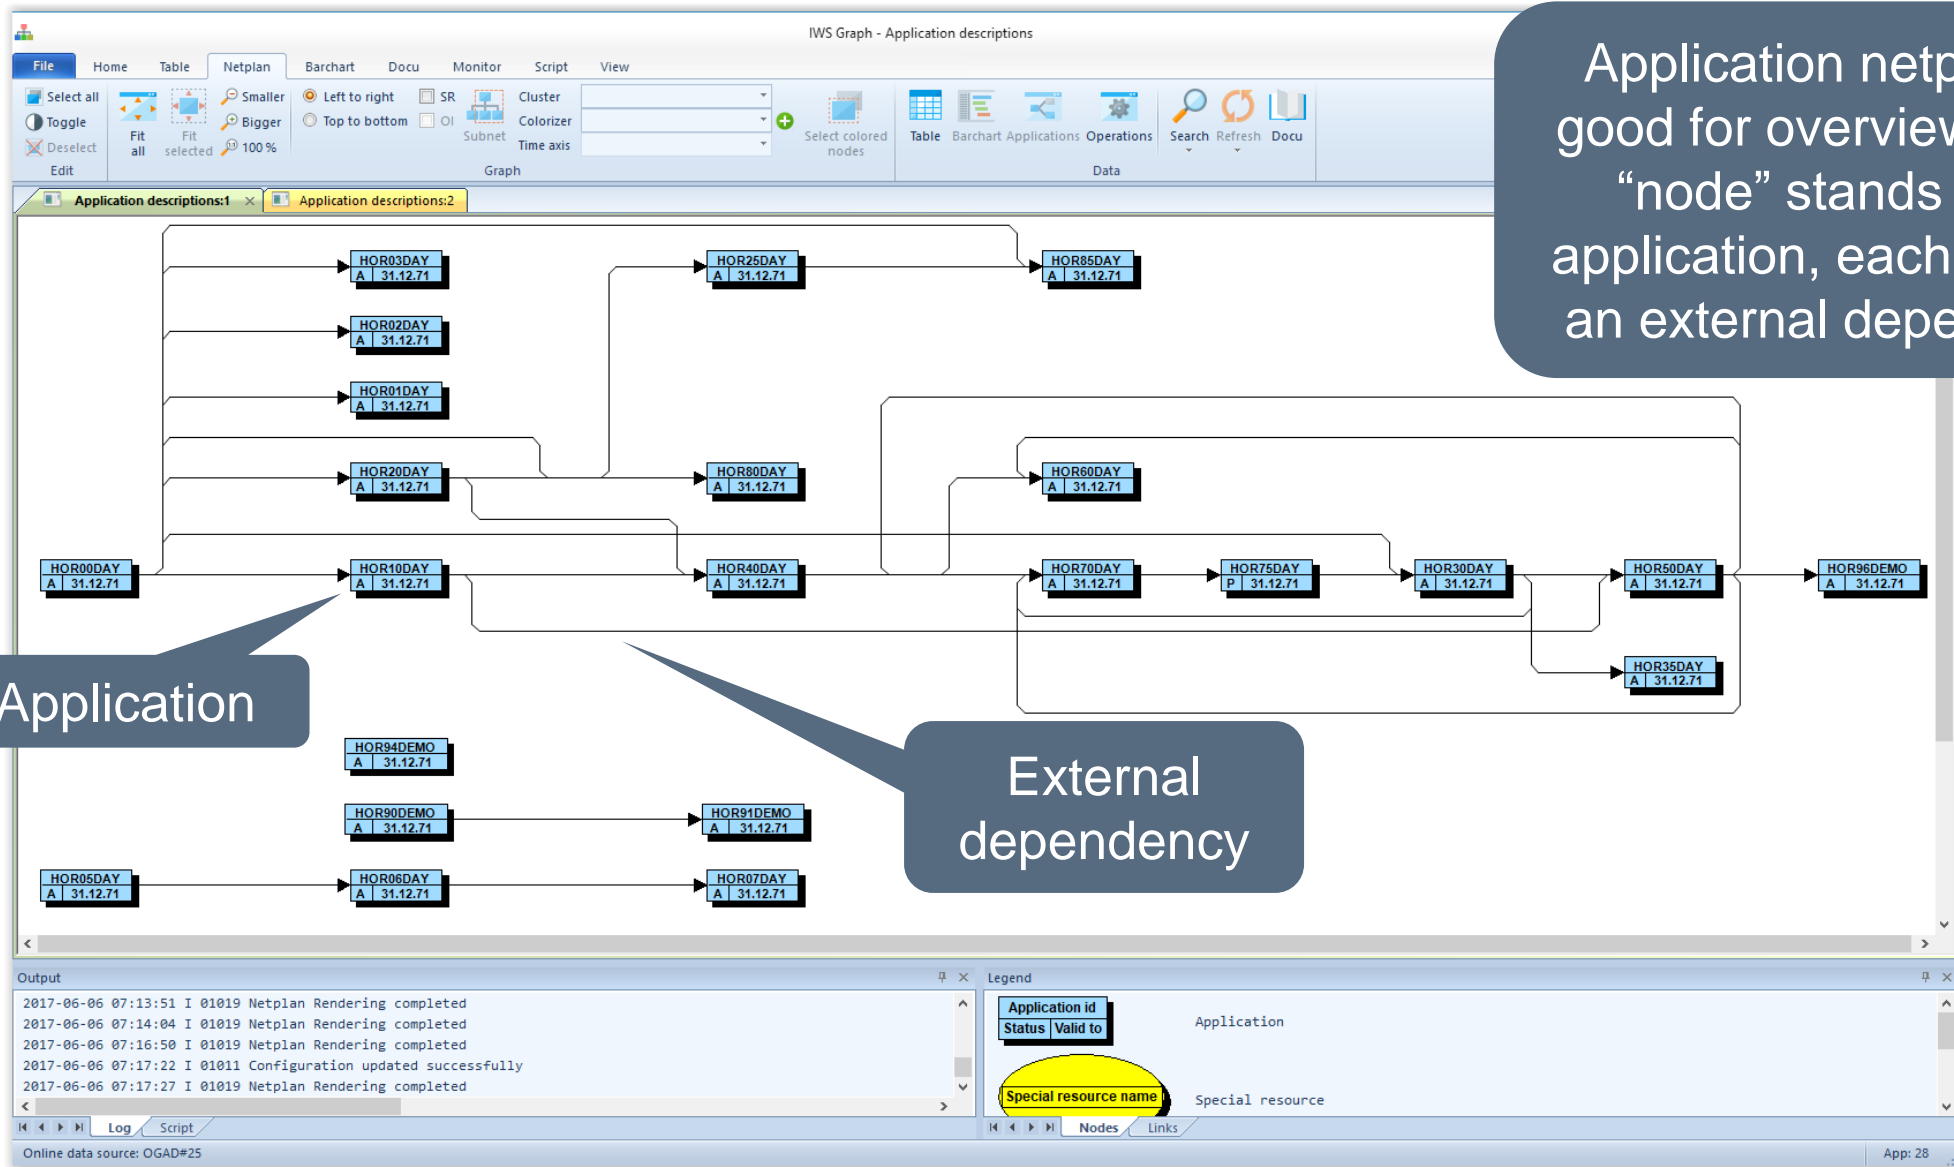 IWS Graph - Application descriptions
File Home Table Netplan Barchart Docu Monitor Script View
Select all
Toggle
Deselect
Edit
Fit all
Fit selected
Smaller
Bigger
100 %
Left to right
Top to bottom
SR
OI
Subnet
Cluster
Colorizer
Time axis
Graph
Select colored nodes
Table Barchart Applications Operations
Data
Search Refresh Docu
Application descriptions:1
Application descriptions:2
Application
good for overview
“node” stands
application, each
an external
HOR03DAY
A 31.12.71
HOR25DAY
A 31.12.71
HOR85DAY
A 31.12.71
HOR02DAY
A 31.12.71
HOR01DAY
A 31.12.71
HOR20DAY
A 31.12.71
HOR80DAY
A 31.12.71
HOR60DAY
A 31.12.71
HOR00DAY
A 31.12.71
HOR10DAY
A 31.12.71
HOR40DAY
A 31.12.71
HOR70DAY
A 31.12.71
HOR75DAY
P 31.12.71
HOR30DAY
A 31.12.71
HOR50DAY
A 31.12.71
HOR96DEMO
A 31.12.71
HOR35DAY
A 31.12.71
Application
External
dependency
HOR94DEMO
A 31.12.71
HOR90DEMO
A 31.12.71
HOR91DEMO
A 31.12.71
HOR05DAY
A 31.12.71
HOR06DAY
A 31.12.71
HOR07DAY
A 31.12.71
Output
2017-06-06 07:13:51 I 01019 Netplan Rendering completed
2017-06-06 07:14:04 I 01019 Netplan Rendering completed
2017-06-06 07:16:50 I 01019 Netplan Rendering completed
2017-06-06 07:17:22 I 01011 Configuration updated successfully
2017-06-06 07:17:27 I 01019 Netplan Rendering completed
Log Script
Legend
Application id
Status Valid to
Application
Special resource name
Special resource
Nodes Links
Online data source: OGAD#25
App: 28